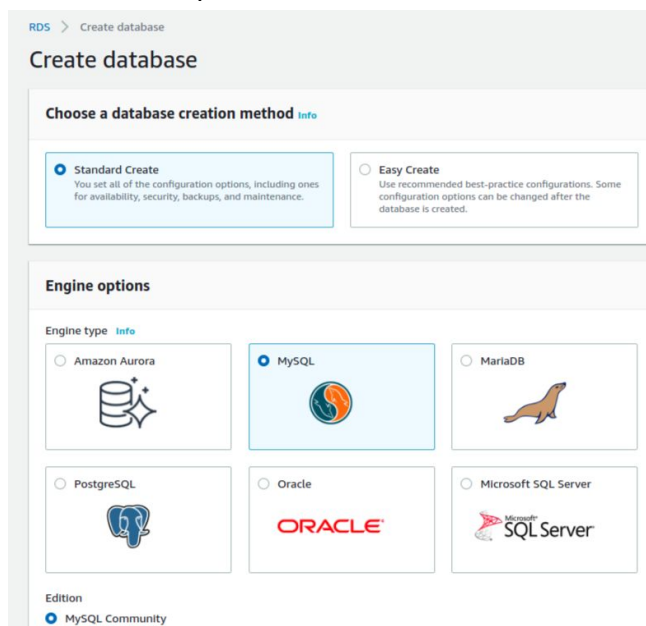 RDS > Create database
Create database
Choose a database creation method Info
Standard Create
You set all of the configuration options, including ones
for availability, security, backups, and maintenance.
Easy Create
Use recommended best-practice configurations. Some
configuration options can be changed after the
database is created.
Engine options
Engine type Info
Amazon Aurora
MySQL
MariaDB
PostgreSQL
Oracle
ORACLE
Microsoft SQL Server
Microsoft
SQL Server
Edition
MySQL Community